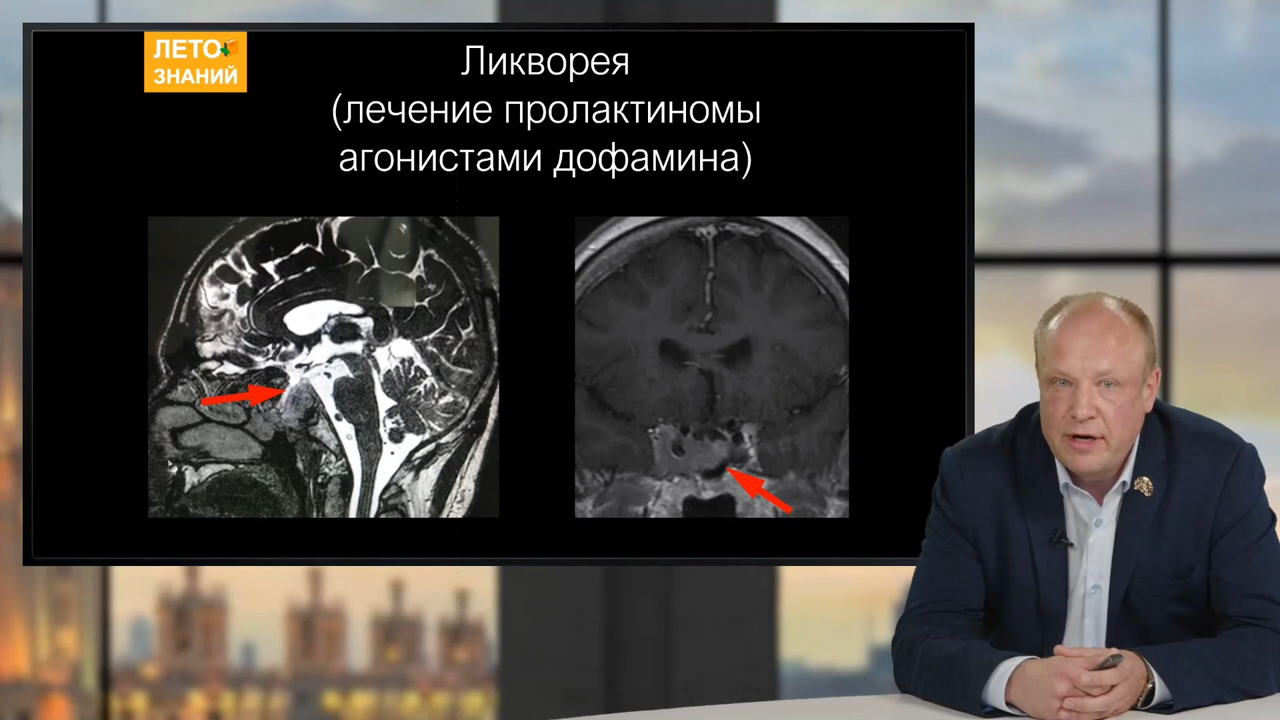 ЛЕТО
ЗНАНИЙ
Ликворея
(лечение пролактиномы
агонистами дофамина)